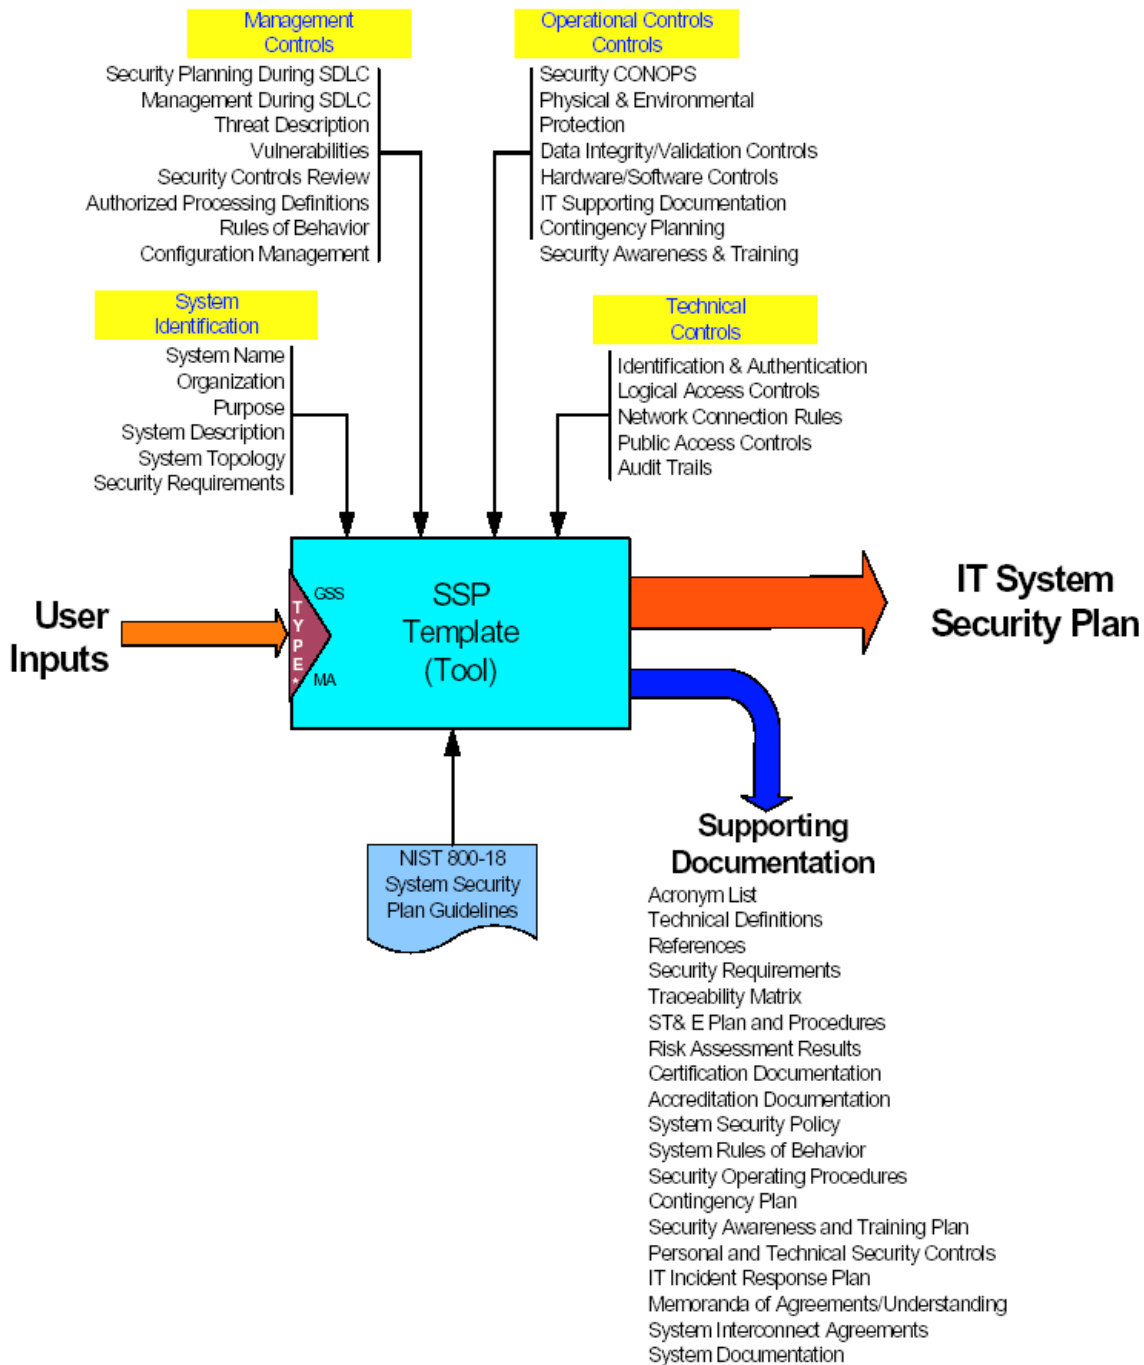 Management
Controls
Security Planning During SDLC
Management During SDLC
Threat Description
Vulnerabilities
Security Controls Review
Authorized Processing Definitions
Rules of Behavior
Configuration Management
Operational Controls
Controls
Security CONOPS
Physical & Environmental
Protection
Data Integrity/Validation Controls
Hardware/Software Controls
IT Supporting Documentation
Contingency Planning
Security Awareness & Training
System
Identification
System Name
Organization
Purpose
System Description
System Topology
Security Requirements
Technical
Controls
Identification & Authentication
Logical Access Controls
Network Connection Rules
Public Access Controls
Audit Trails
User
Inputs
TYPE*
GSS
MA
SSP
Template
(Tool)
IT System
Security Plan
NIST 800-18
System Security
Plan Guidelines
Supporting
Documentation
Acronym List
Technical Definitions
References
Security Requirements
Traceability Matrix
ST& E Plan and Procedures
Risk Assessment Results
Certification Documentation
Accreditation Documentation
System Security Policy
System Rules of Behavior
Security Operating Procedures
Contingency Plan
Security Awareness and Training Plan
Personal and Technical Security Controls
IT Incident Response Plan
Memoranda of Agreements/Understanding
System Interconnect Agreements
System Documentation